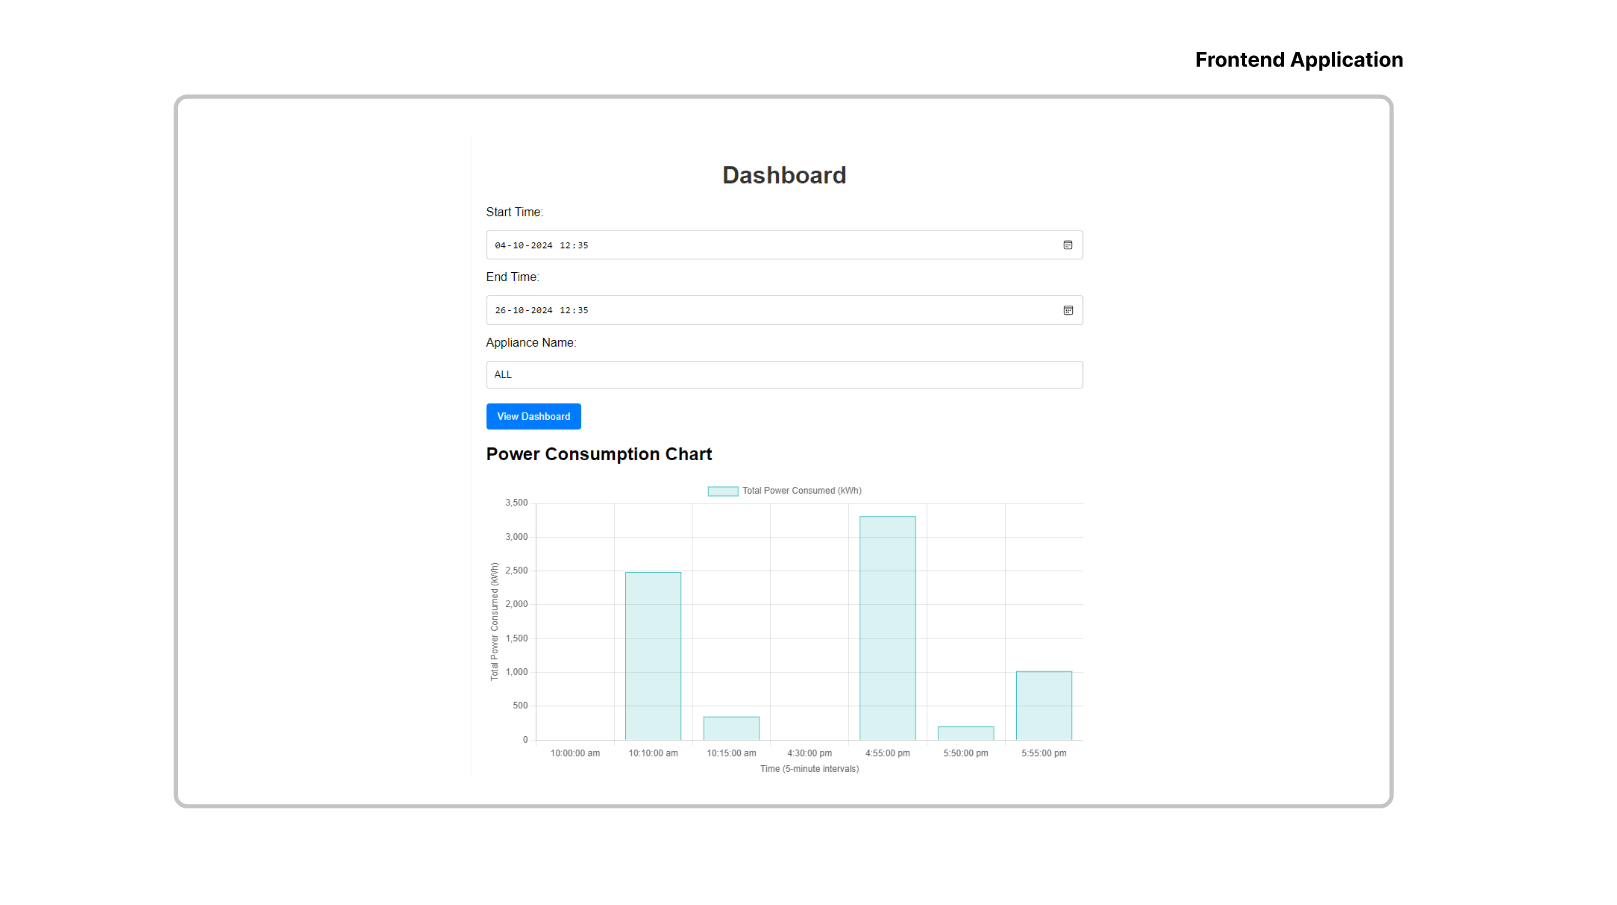 Frontend Application
Dashboard
Start Time:
04-10-2024 12:35
End Time:
26-10-2024 12:35
Appliance Name:
ALL
View Dashboard
Power Consumption Chart
Total Power Consumed (kWh)
3,500
3,000
2,500
2,000
1,500
1,000
500
0
Total Power Consumed (kWh)
10:00:00 am 10:10:00 am 10:15:00 am 4:30:00 pm 4:55:00 pm 5:50:00 pm 5:55:00 pm
Time (5-minute intervals)